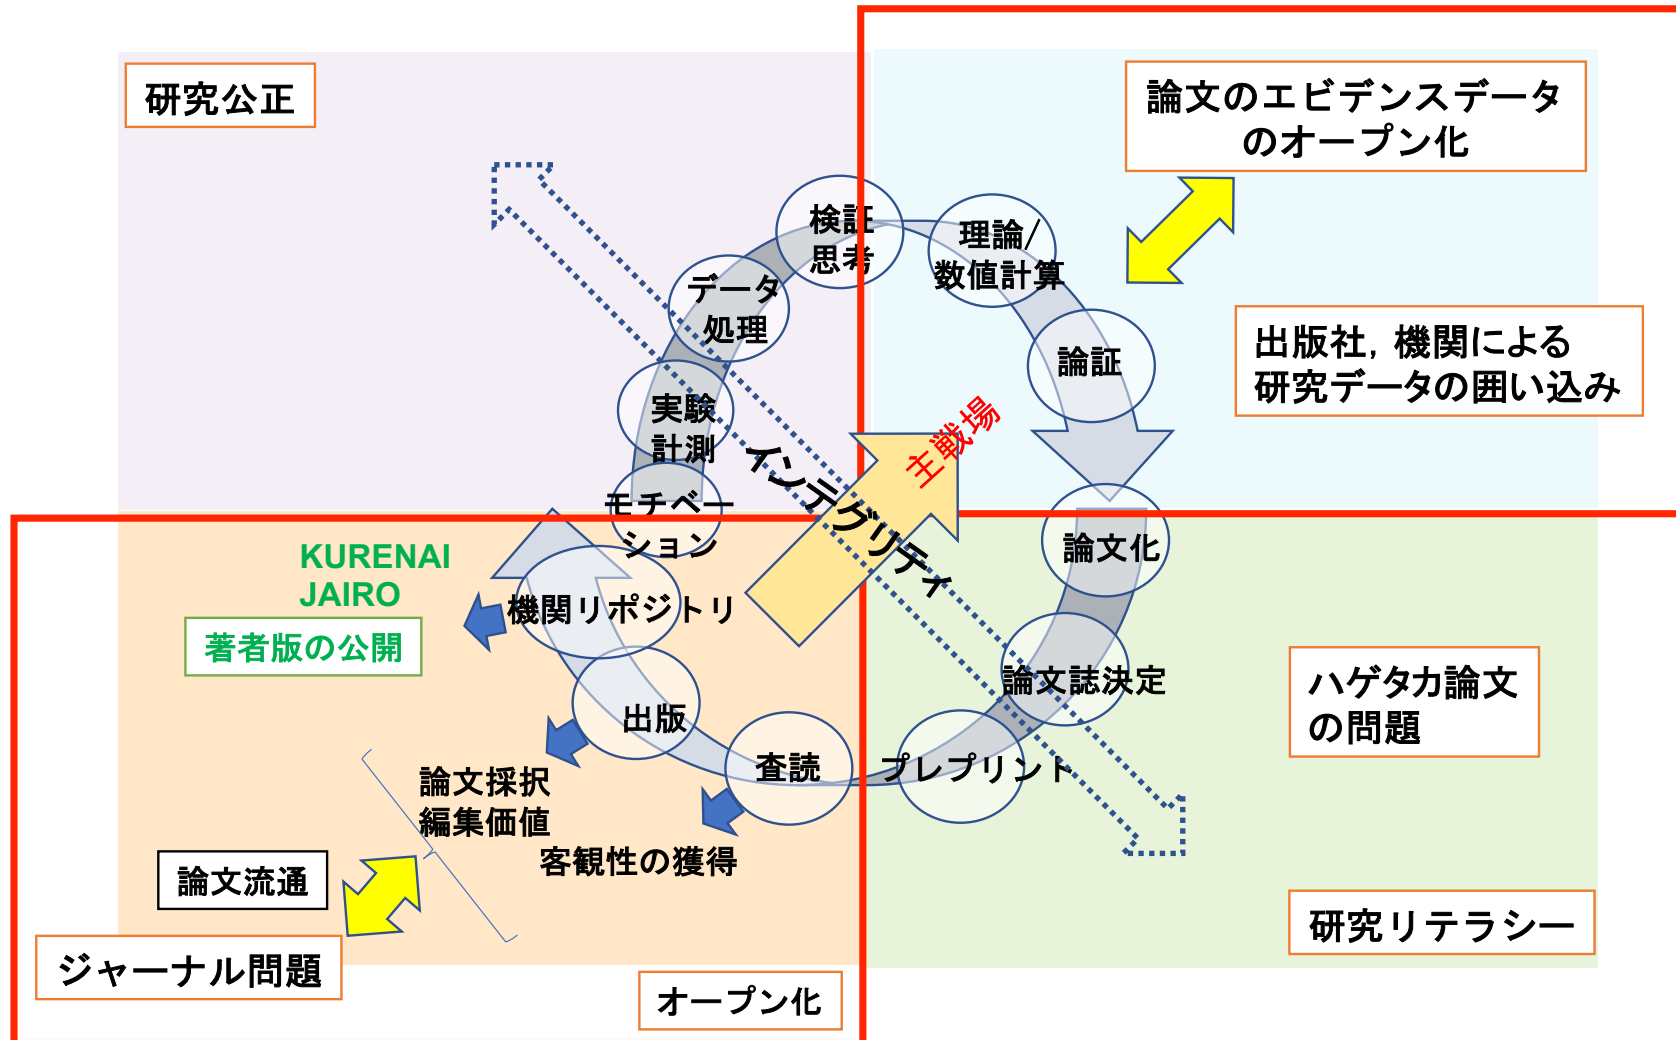 研究公正
論文のエビデンスデータ
のオープン化
検証
思考
理論/
数値計算
データ
処理
論証
出版社, 機関による
研究データの囲い込み
実験
計測
主戦場
インテグリティ
モチベー
ション
論文化
KURENAI
JAIRO
著者版の公開
機関リポジトリ
論文誌決定
ハゲタカ論文
の問題
出版
査読
プレプリント
論文採択
編集価値
客観性の獲得
論文流通
研究リテラシー
ジャーナル問題
オープン化